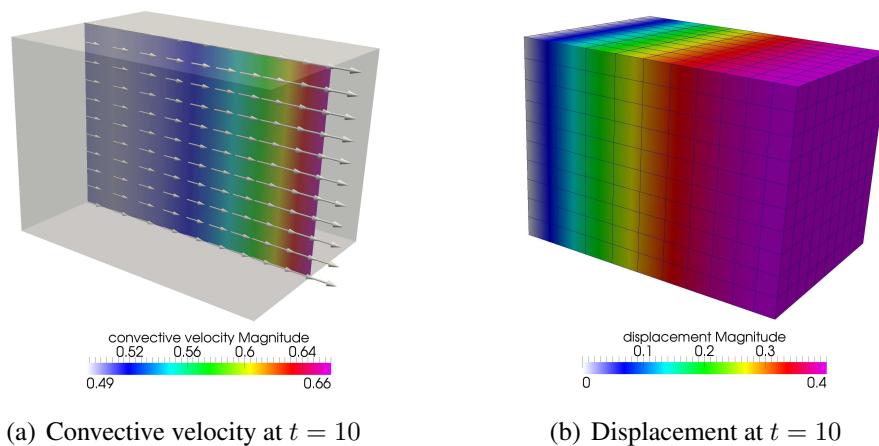 convective velocity Magnitude
0.52 0.56 0.6 0.64
0.49 0.66
displacement Magnitude
0.1 0.2 0.3
0 0.4
(a) Convective velocity at t = 10
(b) Displacement at t = 10